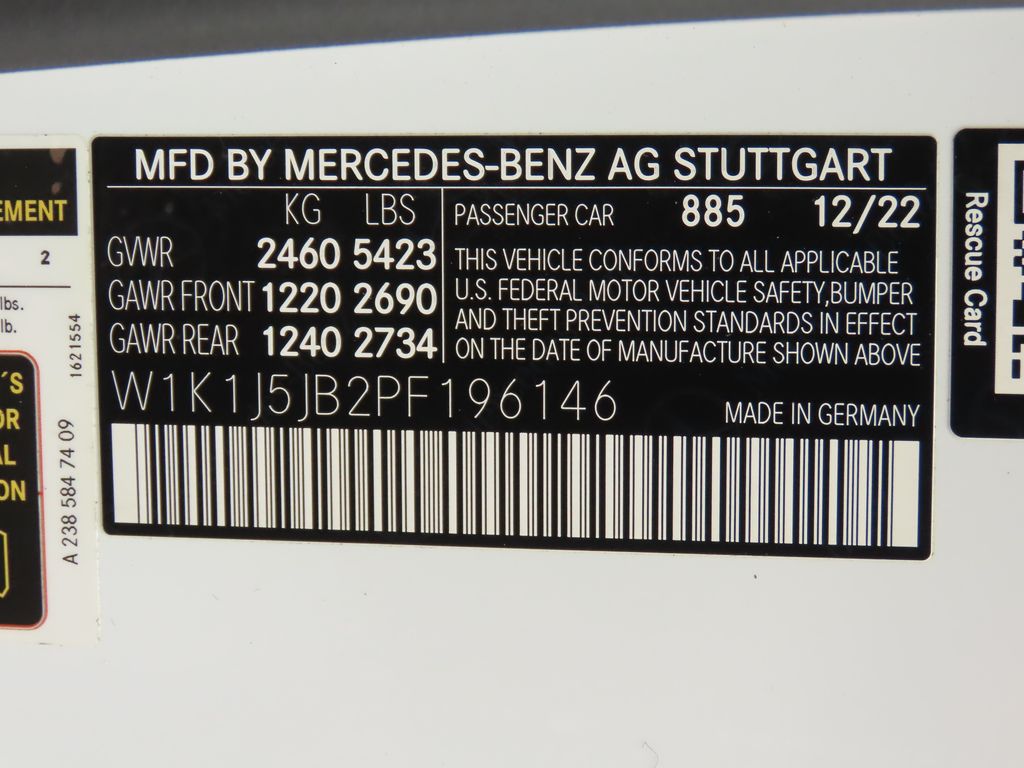 MFD BY MERCEDES-BENZ AG STUTTGART
KG LBS
GVWR 2460 5423
GAWR FRONT 1220 2690
GAWR REAR 1240 2734
PASSENGER CAR 885 12/22
THIS VEHICLE CONFORMS TO ALL APPLICABLE
U.S. FEDERAL MOTOR VEHICLE SAFETY,BUMPER
AND THEFT PREVENTION STANDARDS IN EFFECT
ON THE DATE OF MANUFACTURE SHOWN ABOVE
W1K1J5JB2PF196146
MADE IN GERMANY
EMENT
2
lbs.
lb.
1621554
'S
OR
AL
ON
A 238 584 74 09
Rescue Card